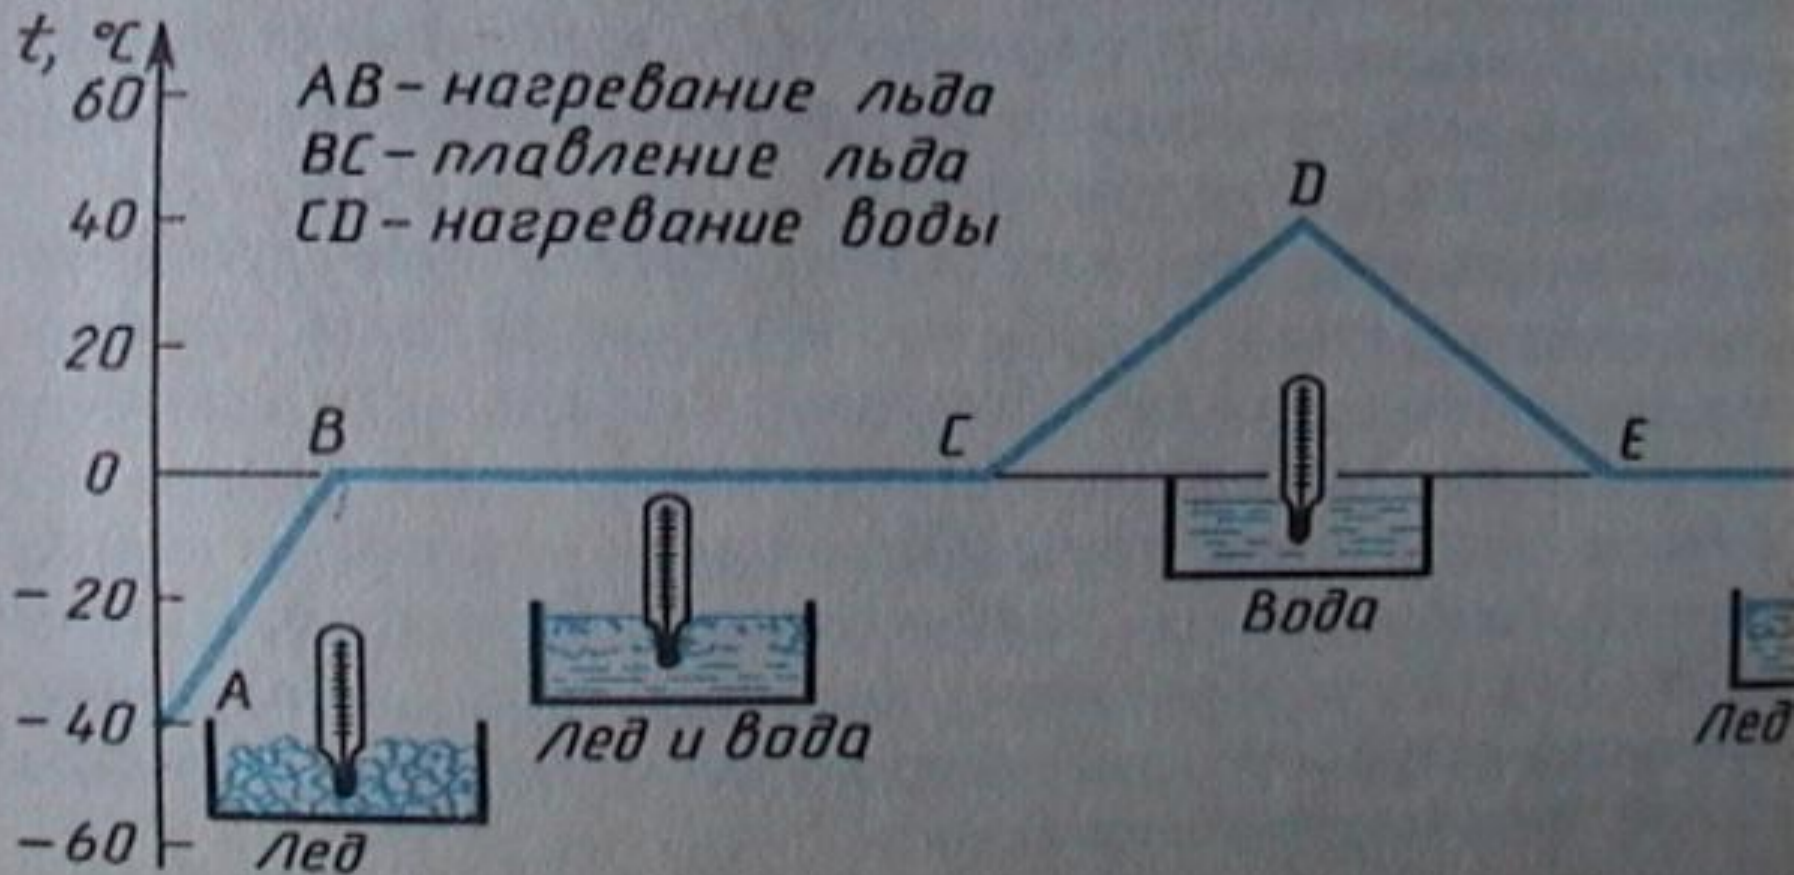 t, °C
60
40
20
0
– 20
– 40
– 60
AB – нагревание льда
BC – плавление льда
CD – нагревание воды
A
B
C
D
E
Лед
Лед и вода
Вода
Лед